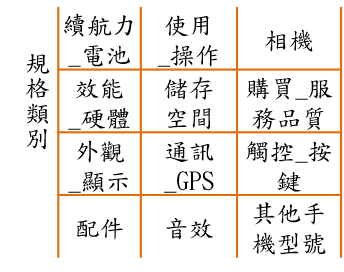 規格類別
續航力_電池
使用_操作
相機
效能_硬體
儲存空間
購買_服務品質
外觀_顯示
通訊_GPS
觸控_按鍵
配件
音效
其他手機型號